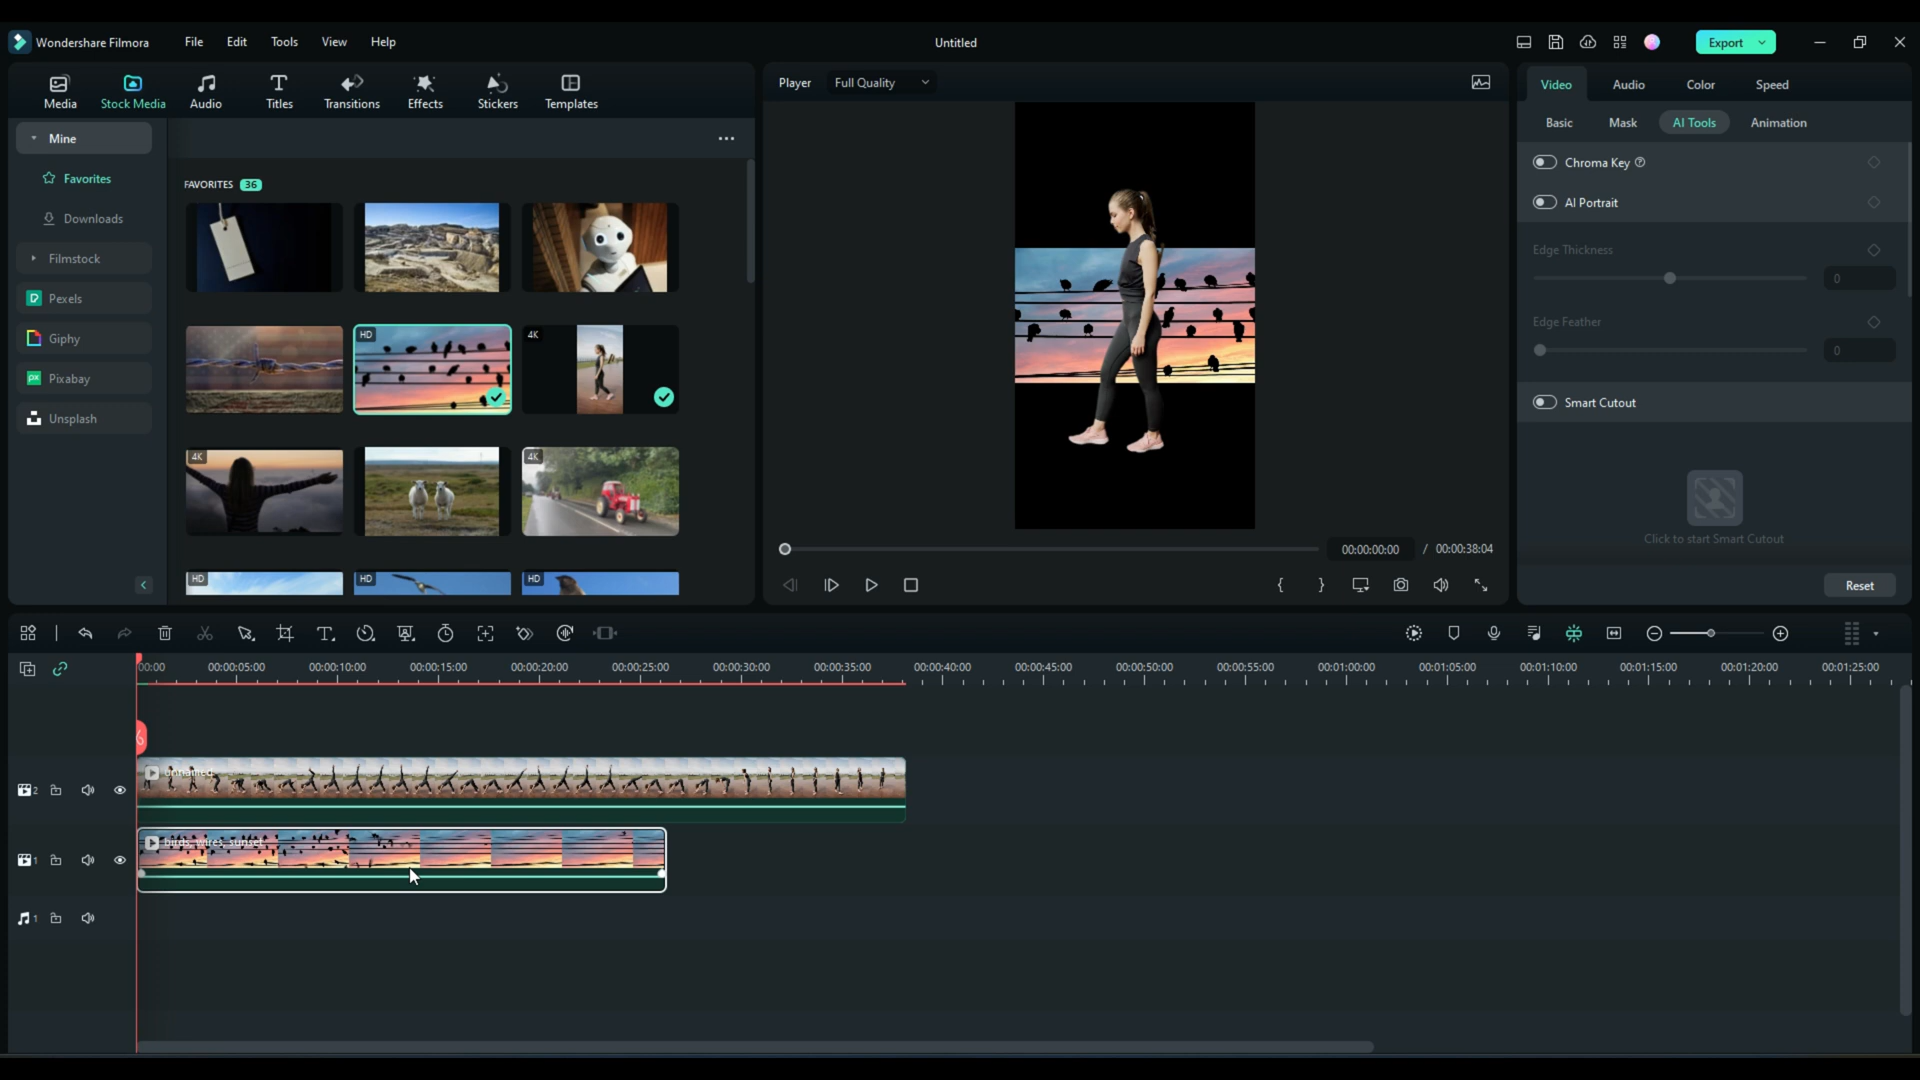 Wondershare Filmora File Edit Tools View Help Untitled Export
Media Stock Media Audio Titles Transitions Effects Stickers Templates
Player Full Quality
Video Audio Color Speed
Basic Mask AI Tools Animation
Mine
Favorites
Downloads
Filmstock
Pexels
Giphy
Pixabay
Unsplash
FAVORITES 36
HD 4K
4K 4K
HD HD HD
Chroma Key
AI Portrait
Edge Thickness
0
Edge Feather
0
Smart Cutout
Click to start Smart Cutout
Reset
00:00:00:00 / 00:00:38:04
00:00 00:00:05:00 00:00:10:00 00:00:15:00 00:00:20:00 00:00:25:00 00:00:30:00 00:00:35:00 00:00:40:00 00:00:45:00 00:00:50:00 00:00:55:00 00:01:00:00 00:01:05:00 00:01:10:00 00:01:15:00 00:01:20:00 00:01:25:00
unnamed
2
birds, wires, sunset
1
1